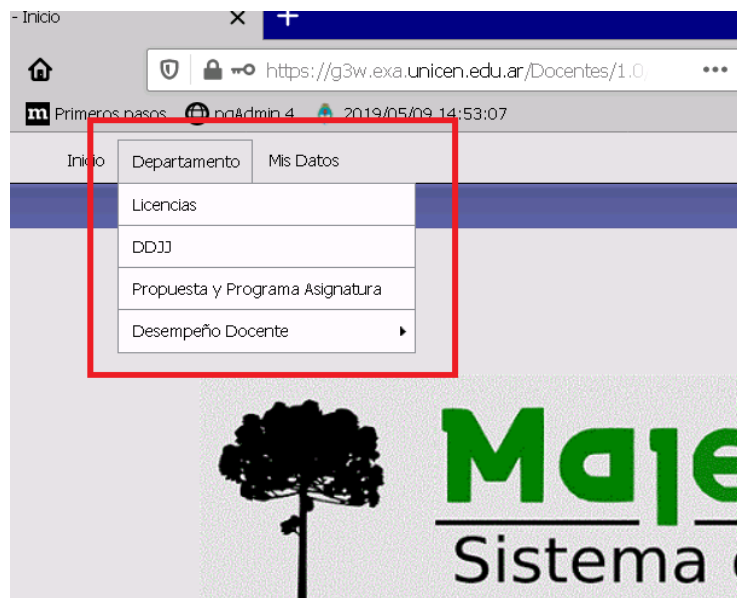 - Inicio
https://g3w.exa.unicen.edu.ar/Docentes/1.0
Primeros pasos pgAdmin 4 2019/05/09 14:53:07
Inicio Departamento Mis Datos
Licencias
DDJJ
Propuesta y Programa Asignatura
Desempeño Docente
Maje
Sistema